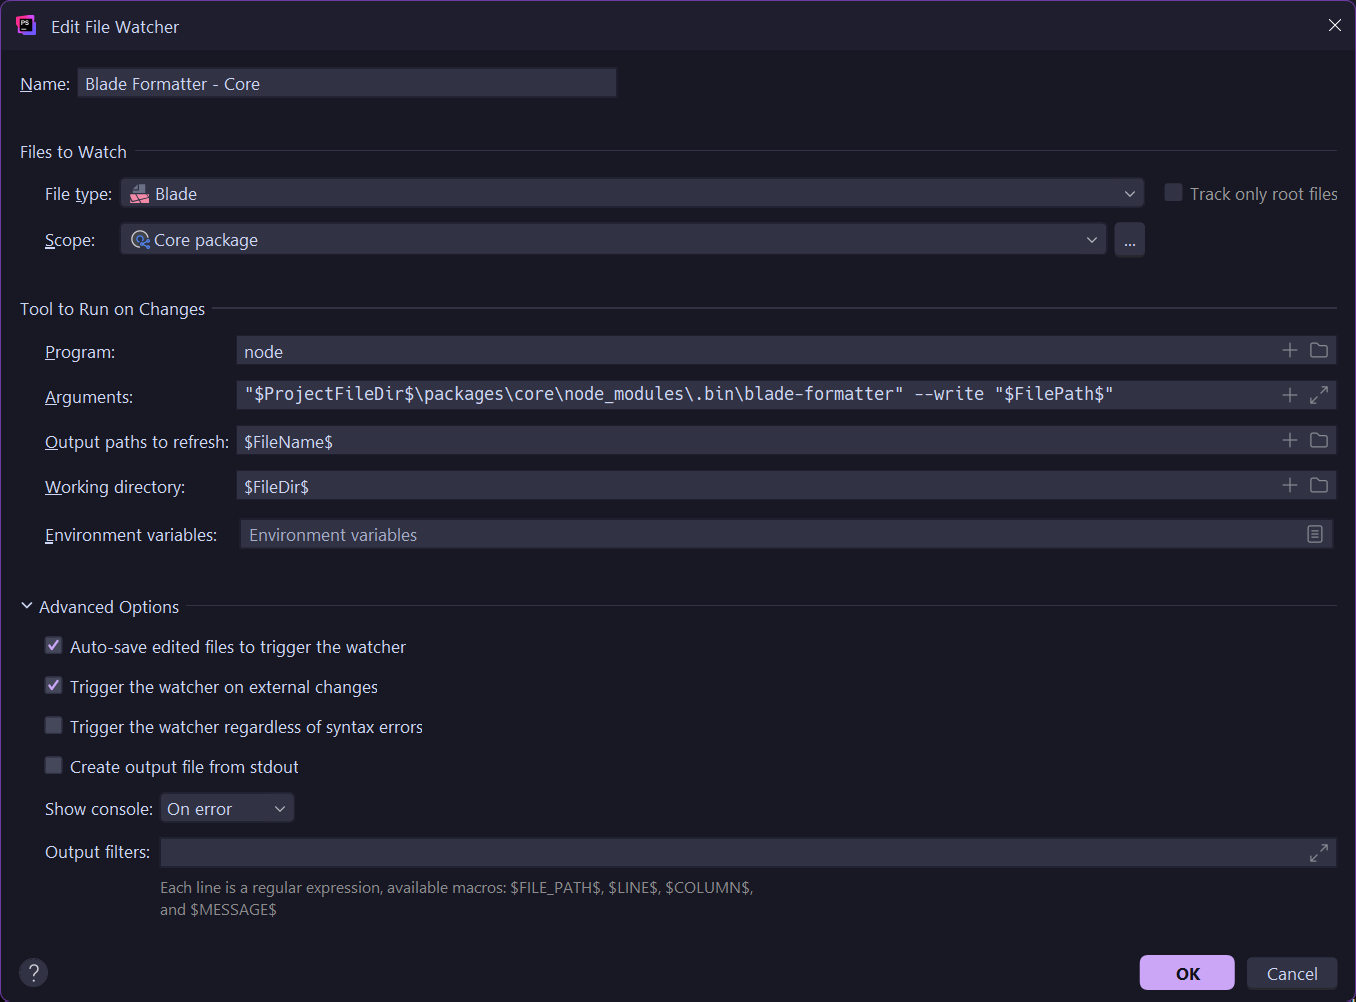 PS
Edit File Watcher
Name: Blade Formatter - Core
Files to Watch
File type: Blade
Track only root files
Scope: Core package
...
Tool to Run on Changes
Program: node
Arguments: "$ProjectFileDir$\packages\core\node_modules\.bin\blade-formatter" --write "$FilePath$"
Output paths to refresh: $FileName$
Working directory: $FileDir$
Environment variables: Environment variables
Advanced Options
Auto-save edited files to trigger the watcher
Trigger the watcher on external changes
Trigger the watcher regardless of syntax errors
Create output file from stdout
Show console: On error
Output filters:
Each line is a regular expression, available macros: $FILE_PATH$, $LINE$, $COLUMN$,
and $MESSAGE$
?
OK
Cancel